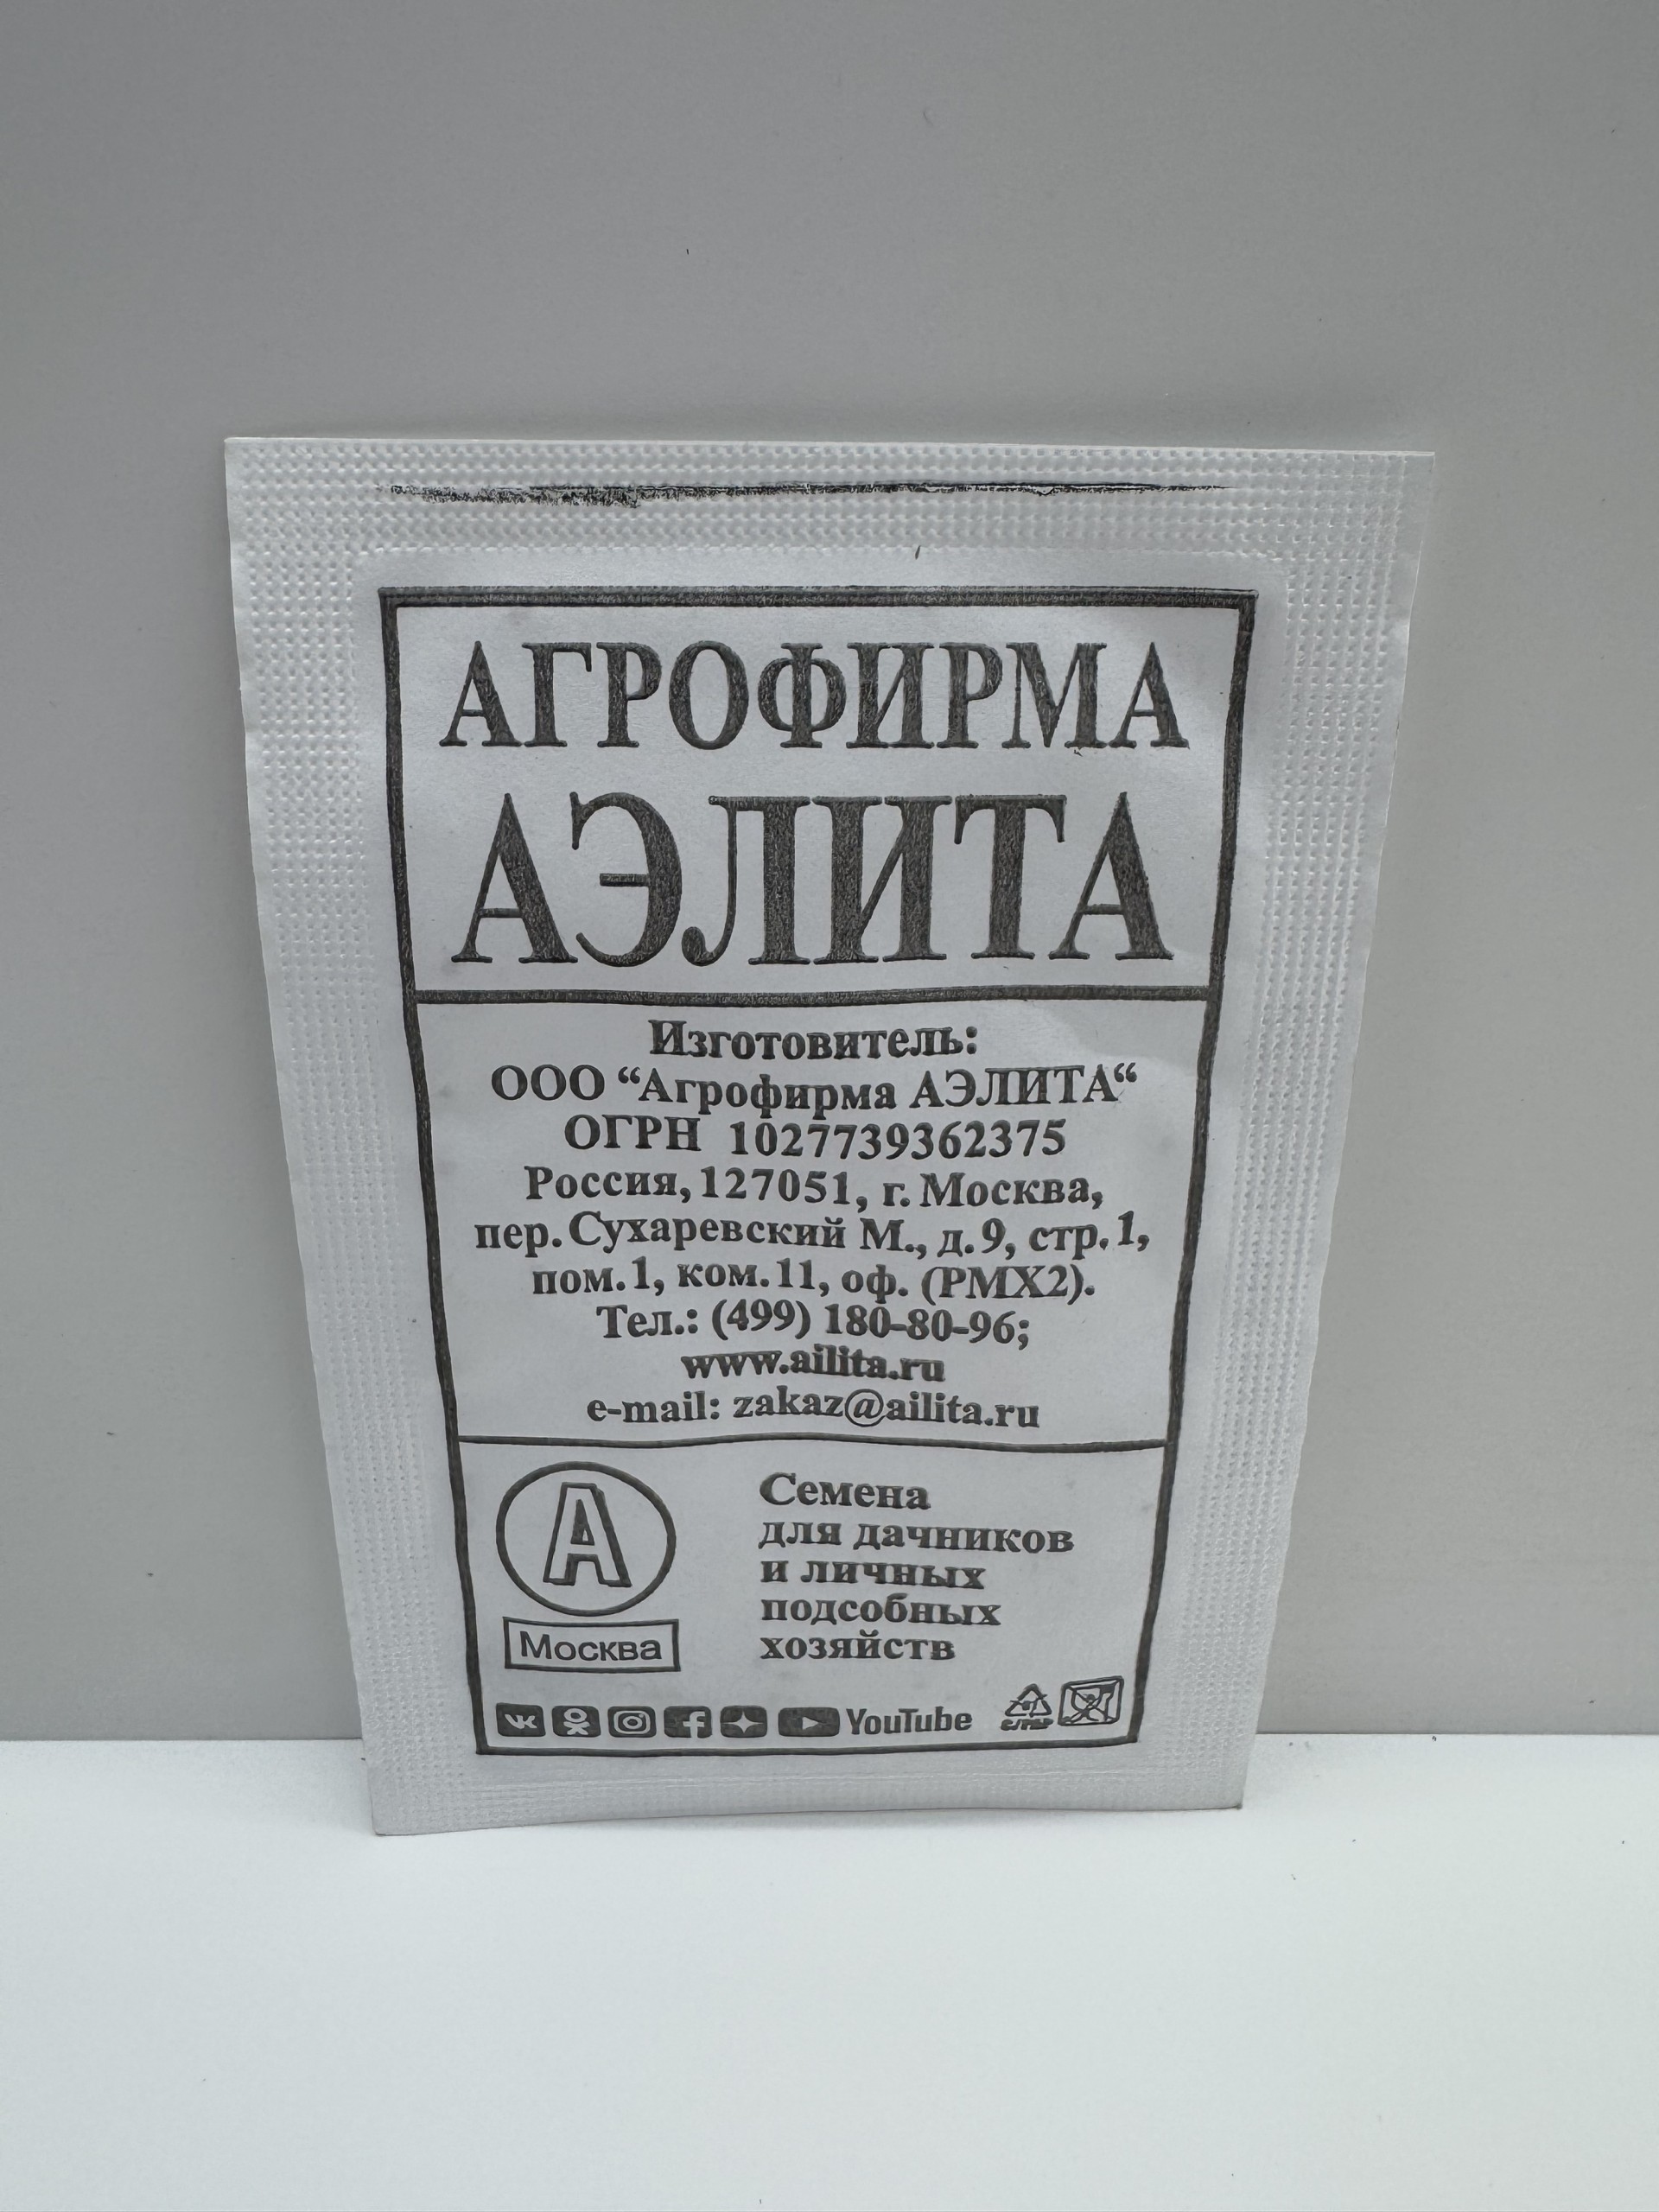 АГРОФИРМА
АЭЛИТА
Изготовитель:
ООО “Агрофирма АЭЛИТА“
ОГРН 1027739362375
Россия, 127051, г. Москва,
пер. Сухаревский М., д. 9, стр. 1,
пом. 1, ком. 11, оф. (РМХ2).
Тел.: (499) 180-80-96;
www.ailita.ru
e-mail: zakaz@ailita.ru
А
Москва
Семена
для дачников
и личных
подсобных
хозяйств
YouTube